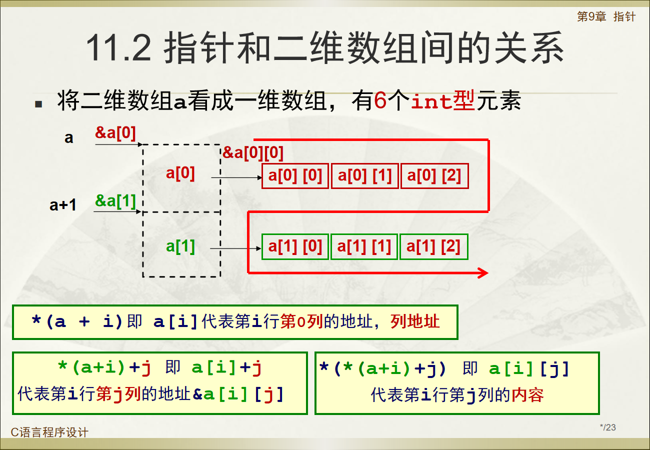 第9章 指针
11.2 指针和二维数组间的关系
将二维数组a看成一维数组，有6个int型元素
a &a[0]
a[0] &a[0][0]
a[0] [0] a[0] [1] a[0] [2]
a+1 &a[1]
a[1] a[1] [0] a[1] [1] a[1] [2]
*(a + i)即 a[i]代表第i行第0列的地址，列地址
*(a+i)+j 即 a[i]+j
代表第i行第j列的地址&a[i][j]
*(*(a+i)+j) 即 a[i][j]
代表第i行第j列的内容
C语言程序设计
*/23